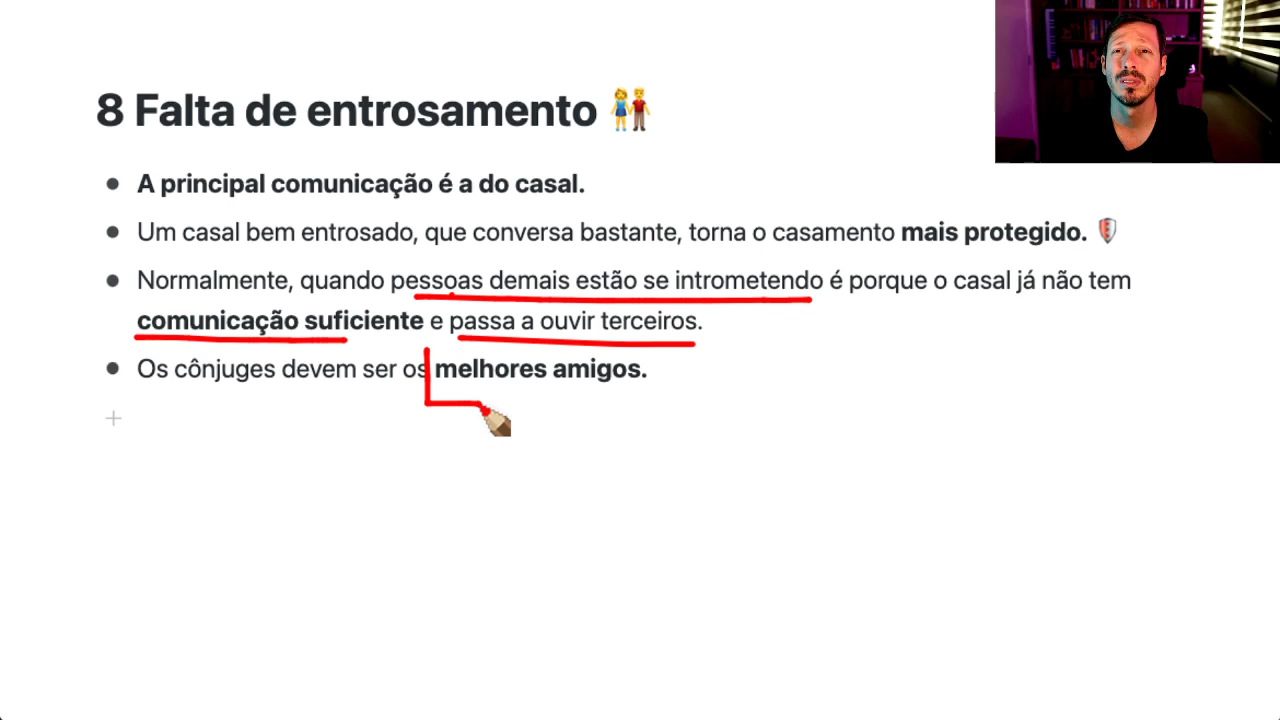 8 Falta de entrosamento 👫
• A principal comunicação é a do casal.
• Um casal bem entrosado, que conversa bastante, torna o casamento mais protegido. 🛡️
• Normalmente, quando pessoas demais estão se intrometendo é porque o casal já não tem
comunicação suficiente e passa a ouvir terceiros.
• Os cônjuges devem ser os melhores amigos.